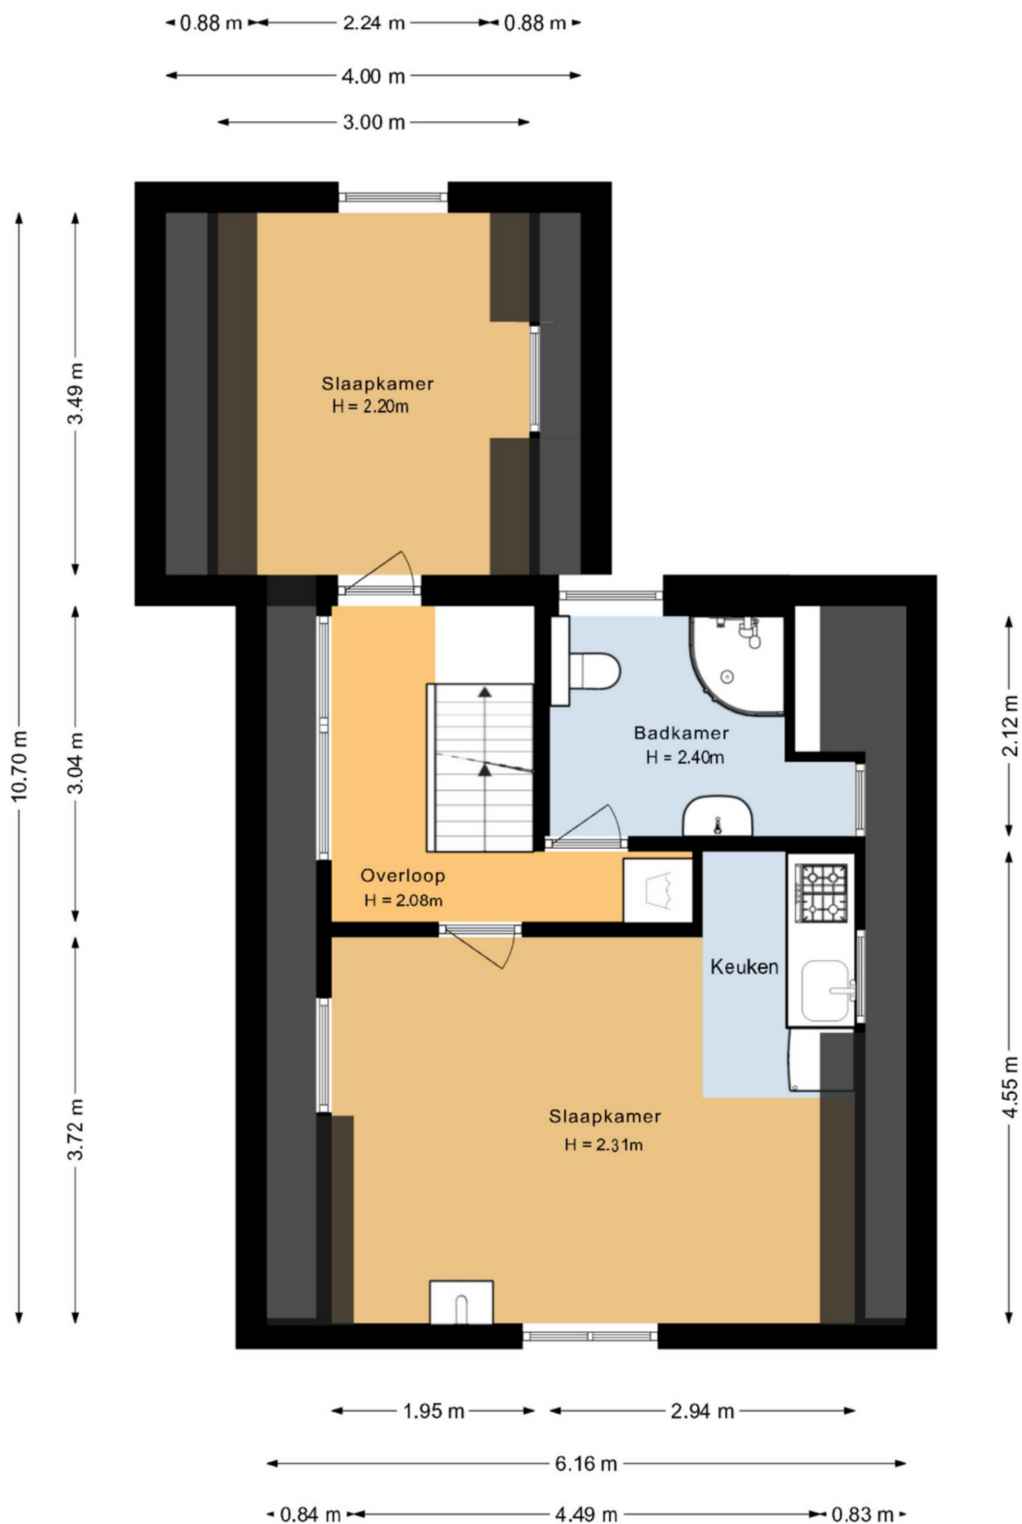 0.88 m 2.24 m 0.88 m
4.00 m
3.00 m
3.49 m
Slaapkamer
H = 2.20m
10.70 m
3.04 m
2.12 m
Badkamer
H = 2.40m
Overloop
H = 2.08m
Keuken
3.72 m
4.55 m
Slaapkamer
H = 2.31m
1.95 m 2.94 m
6.16 m
0.84 m 4.49 m 0.83 m